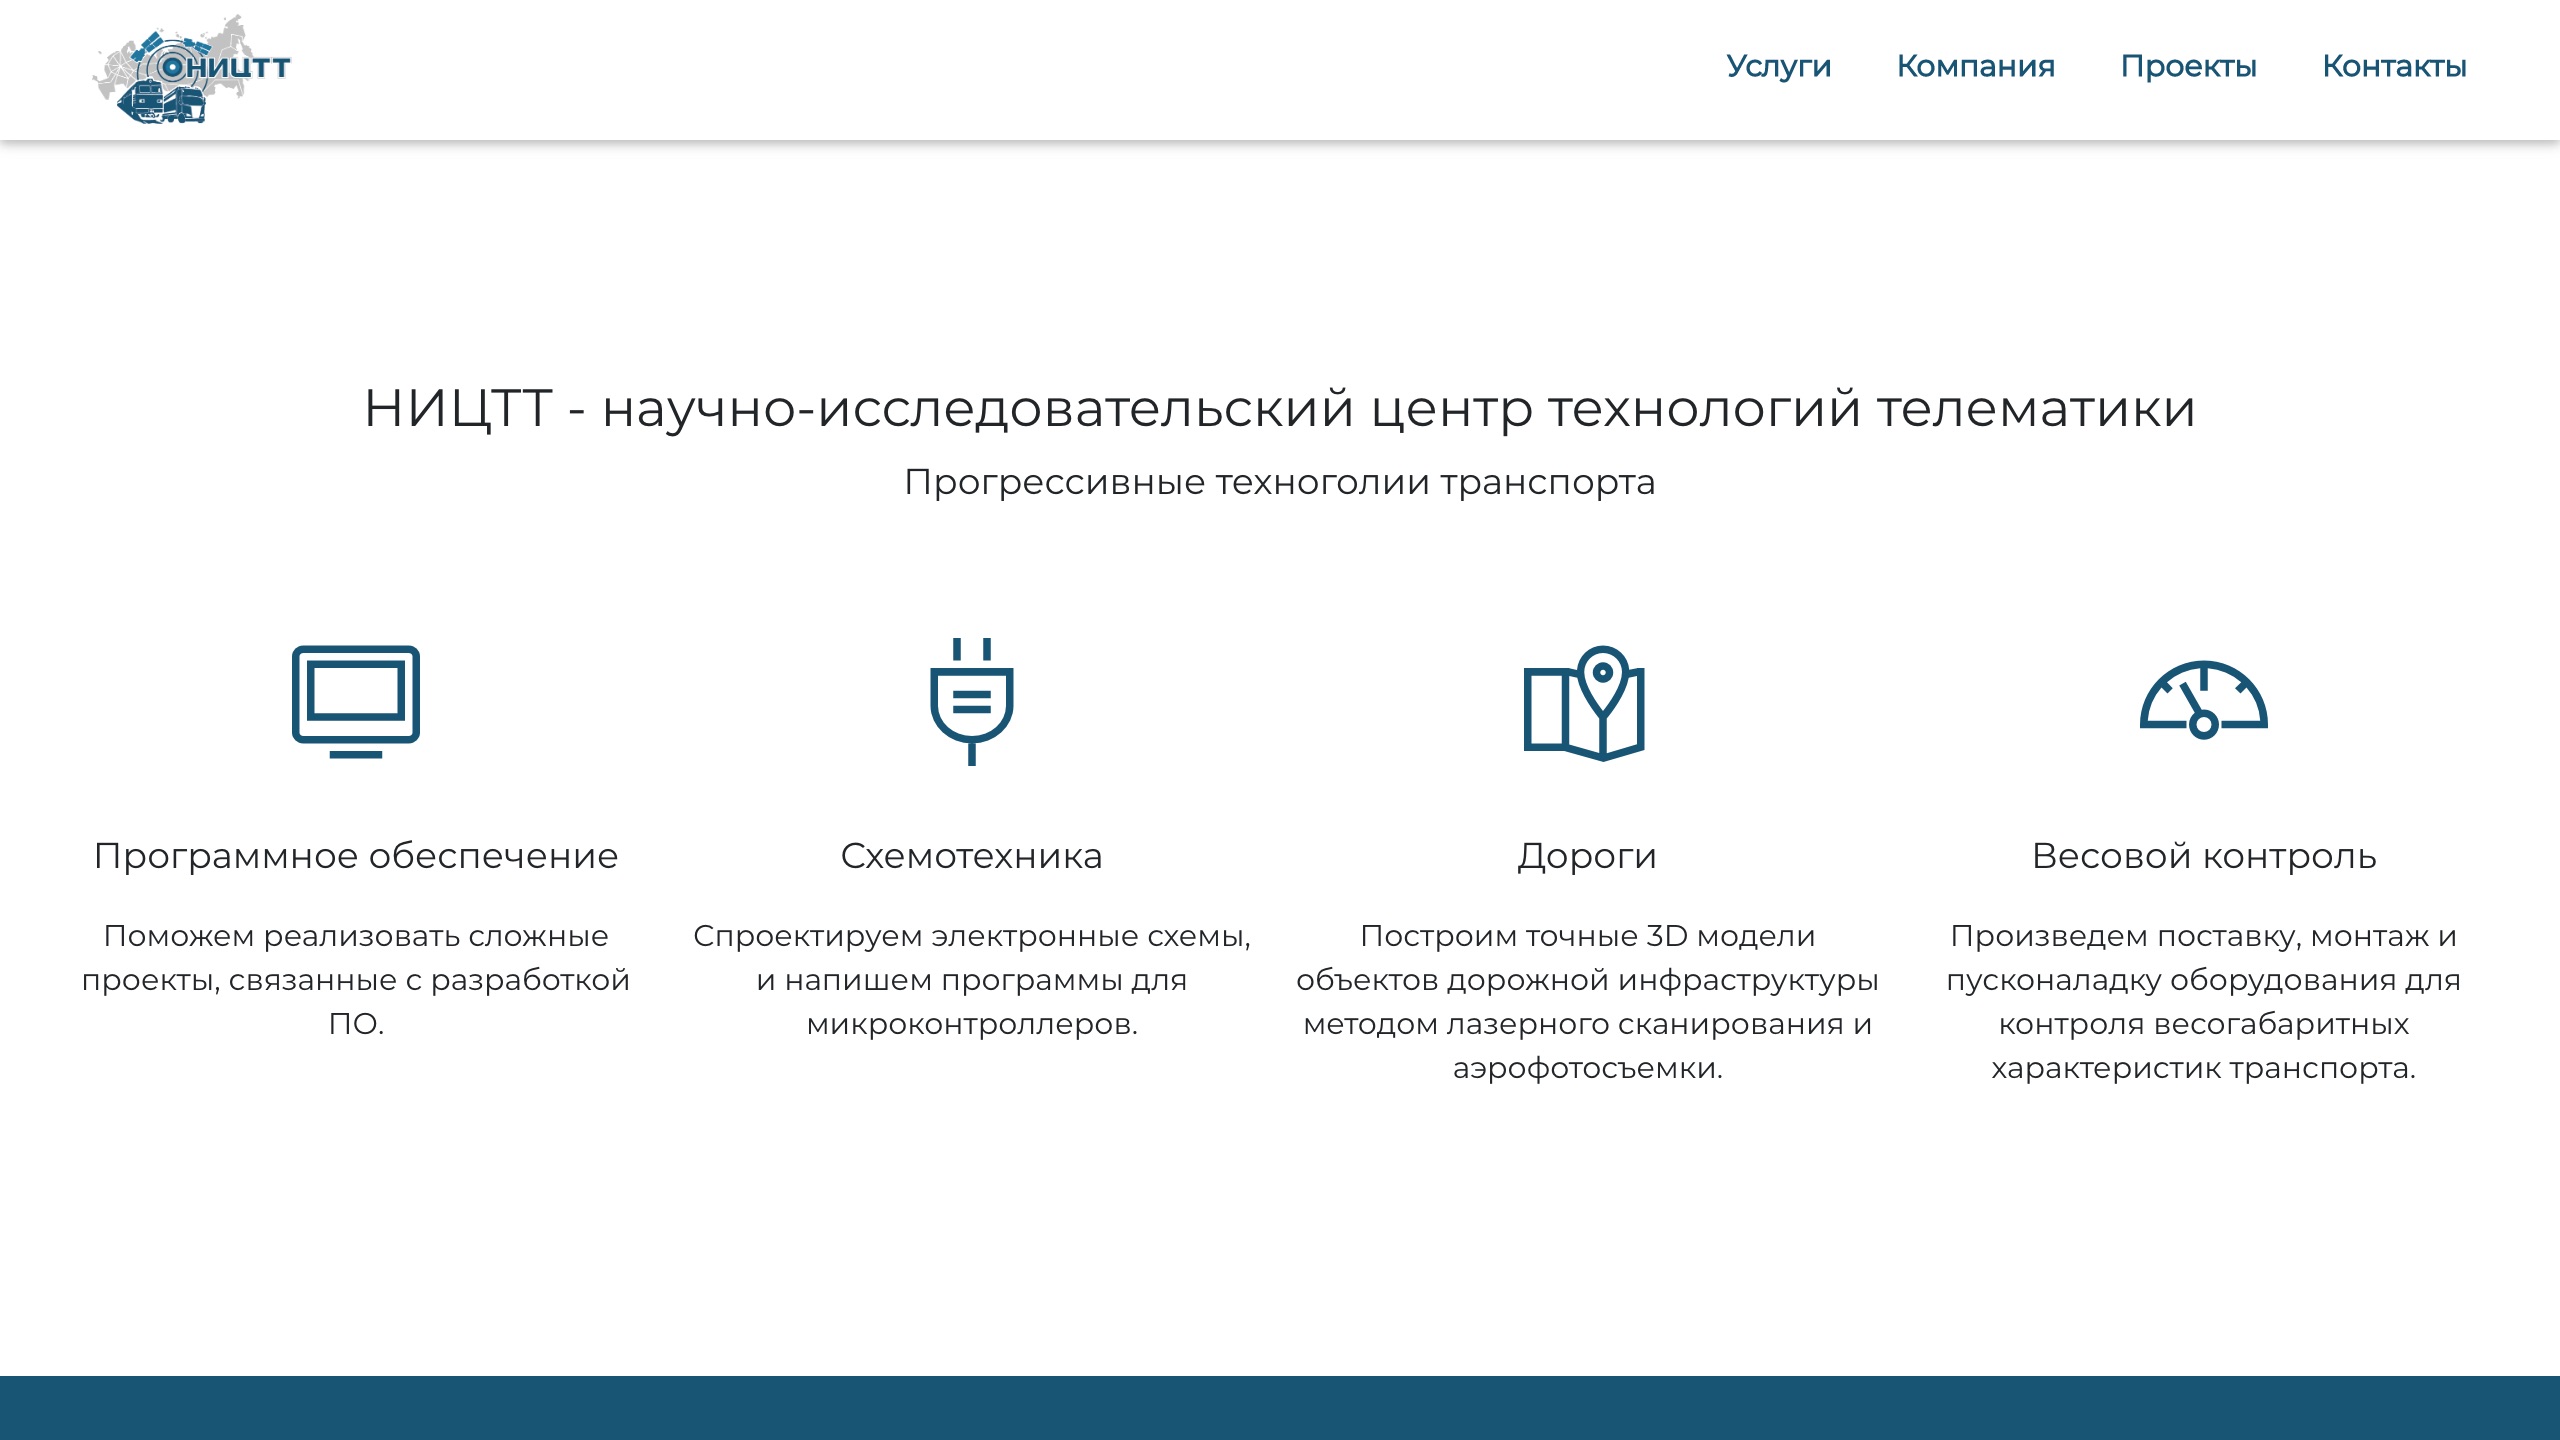 ОНИЦТТ
Услуги
Компания
Проекты
Контакты
НИЦТТ - научно-исследовательский центр технологий телематики
Прогрессивные техноголии транспорта
Программное обеспечение
Поможем реализовать сложные
проекты, связанные с разработкой
ПО.
Схемотехника
Спроектируем электронные схемы,
и напишем программы для
микроконтроллеров.
Дороги
Построим точные 3D модели
объектов дорожной инфраструктуры
методом лазерного сканирования и
аэрофотосъемки.
Весовой контроль
Произведем поставку, монтаж и
пусконаладку оборудования для
контроля весогабаритных
характеристик транспорта.